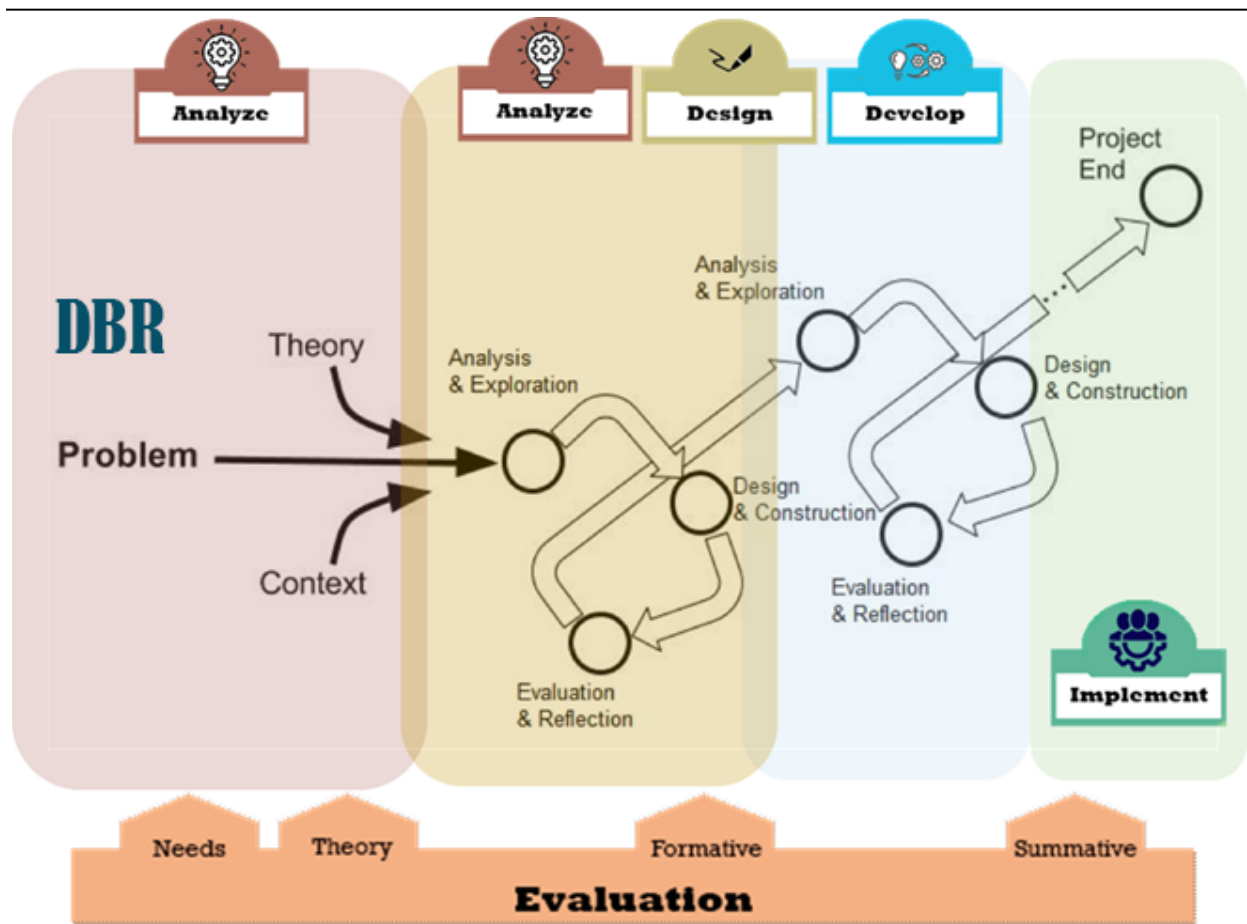 Analyze
Analyze
Design
Develop
Project
End
Analysis
& Exploration
DBR
Theory
Analysis
& Exploration
Design
& Construction
Problem
Design
& Construction
Context
Evaluation
& Reflection
Evaluation
& Reflection
Implement
Needs
Theory
Formative
Summative
Evaluation